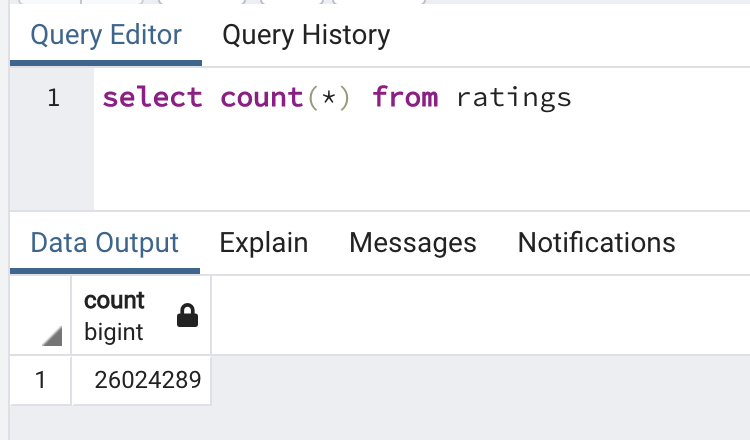 Query Editor Query History
1 select count(*) from ratings
Data Output Explain Messages Notifications
count
bigint
1 26024289